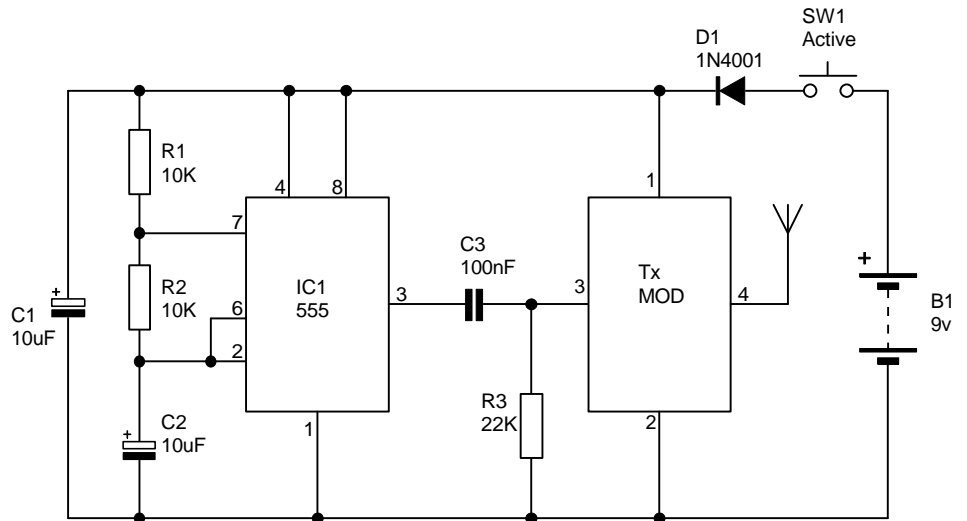 SW1
Active
D1
1N4001
R1
10K
4
8
1
7
C3
100nF
R2
10K
IC1
555
Tx
MOD
+
C1
10uF
+
6
3
3
4
B1
9v
2
C2
10uF
+
1
R3
22K
2